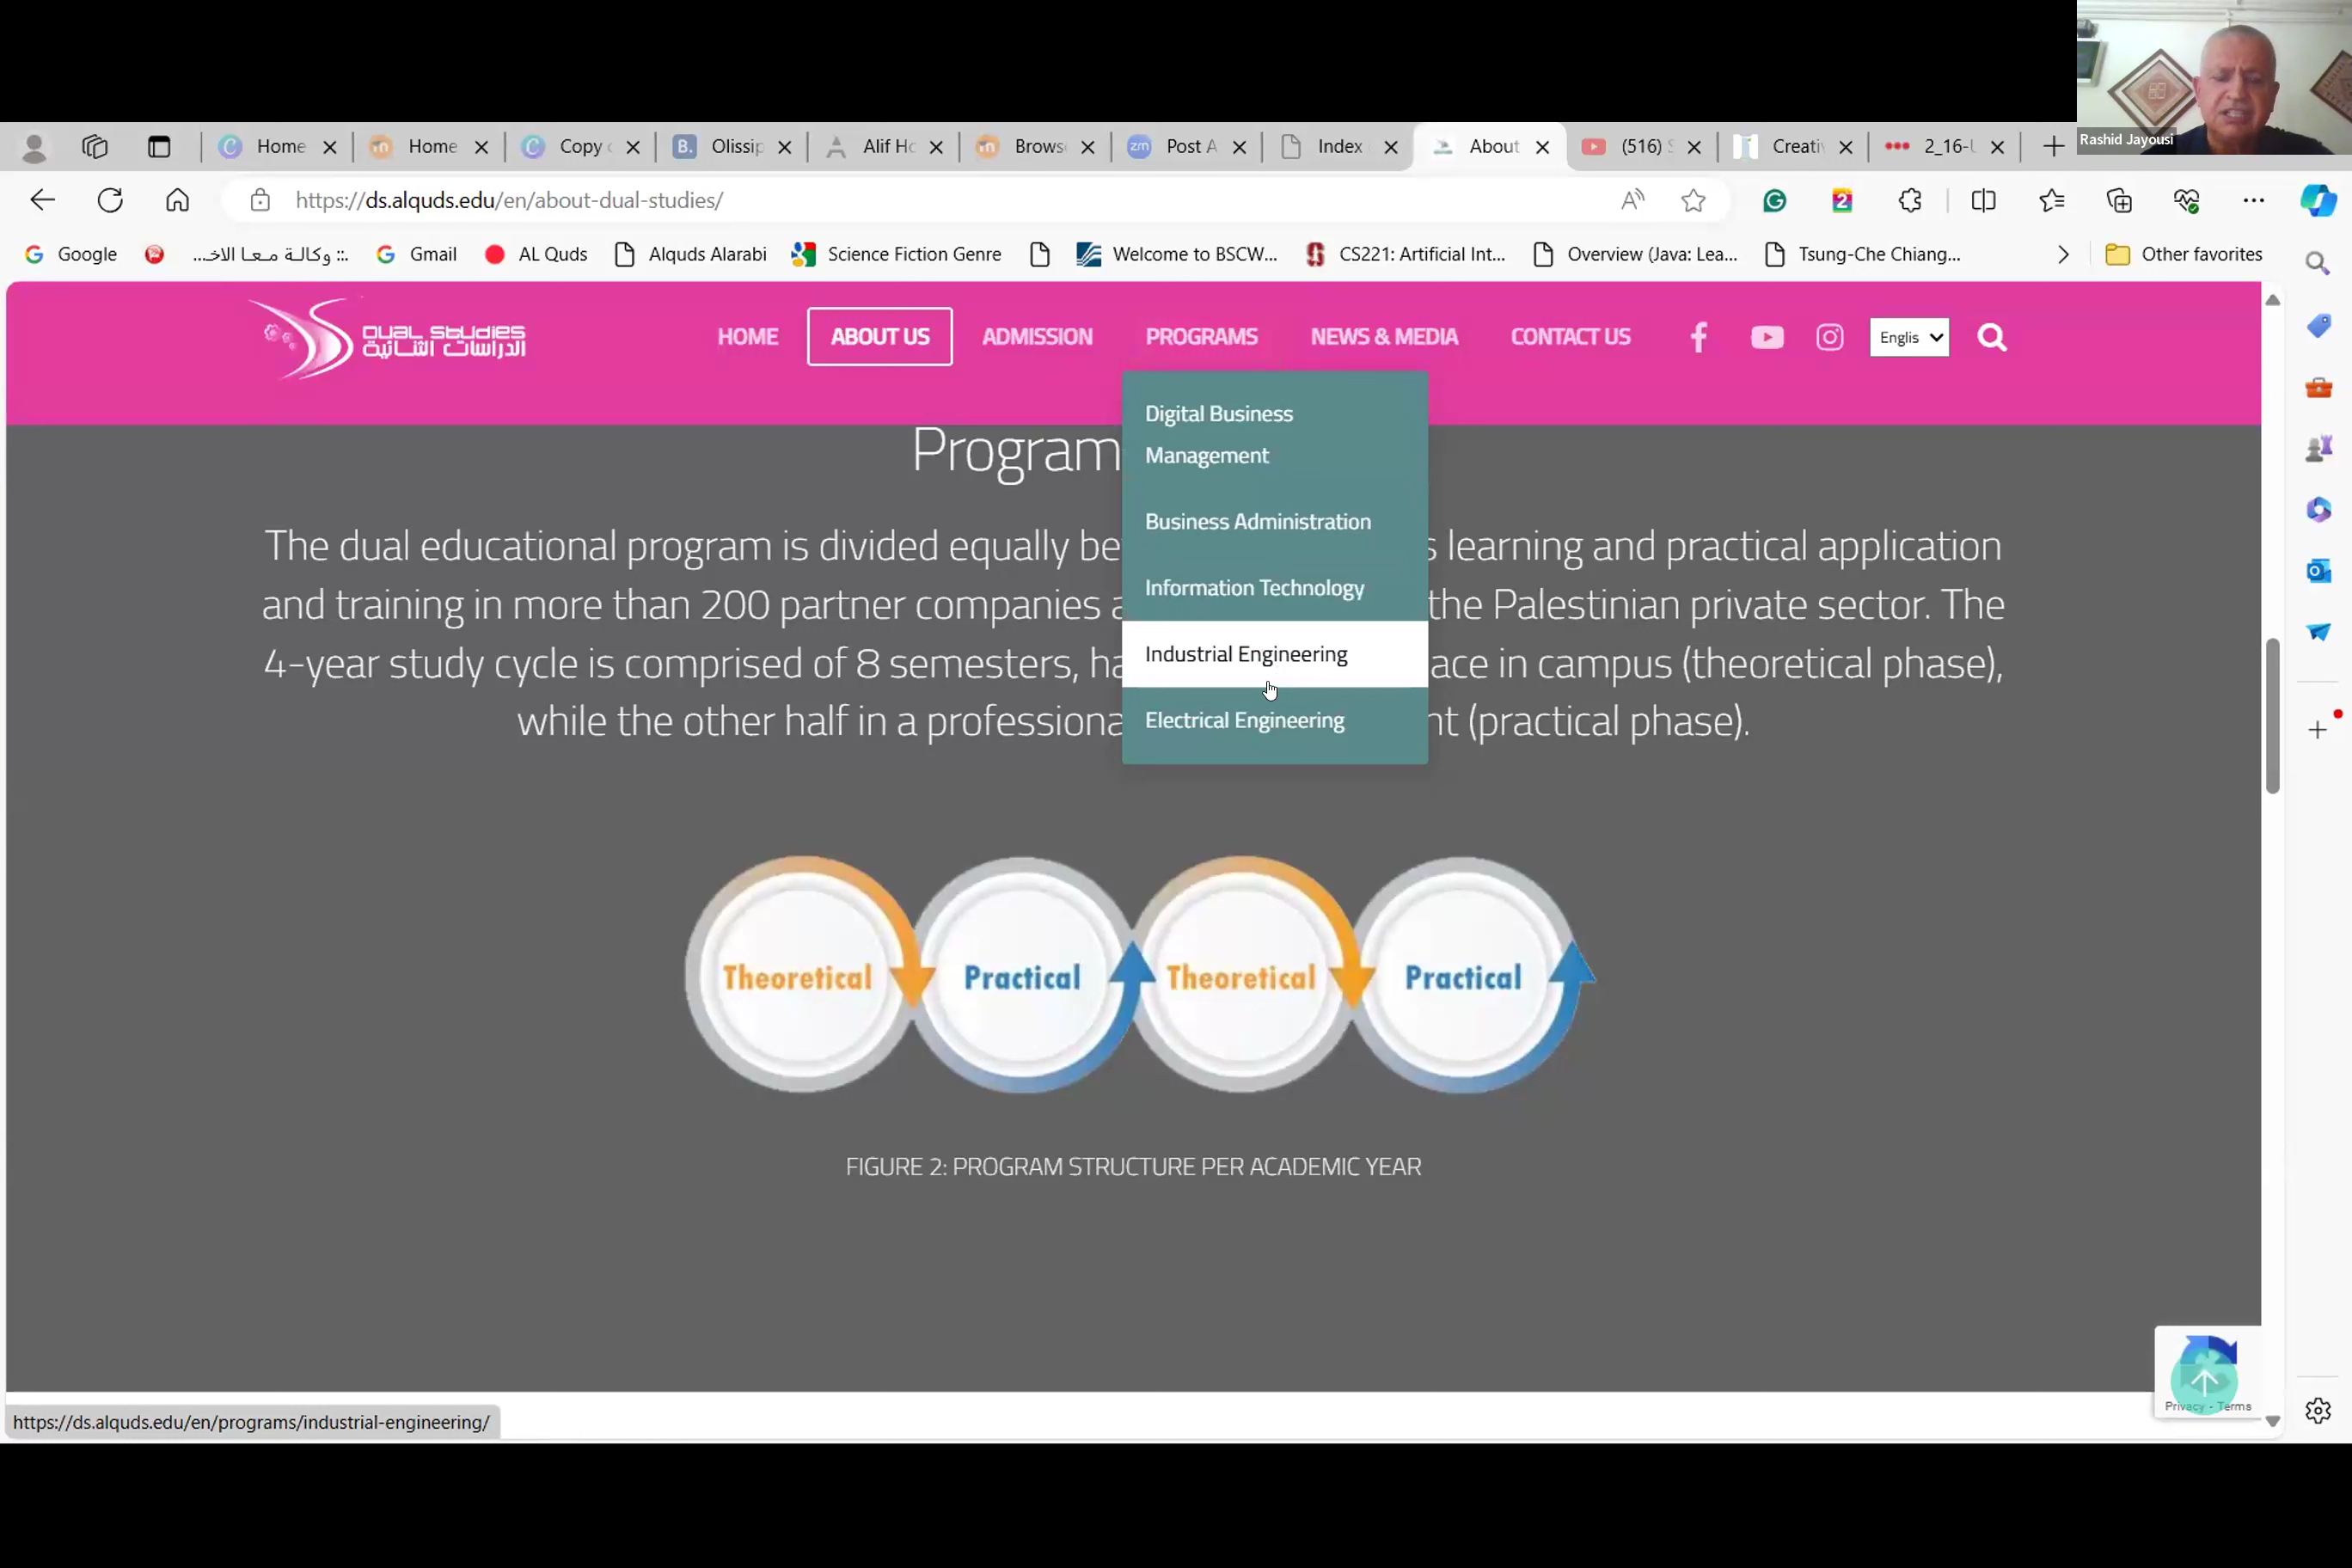 Rashid Jayousi
Home
Home
Copy
Olissip
Alif Ho
Brows
Post A
Index
About
(516)
Creati
2_16-
https://ds.alquds.edu/en/about-dual-studies/
Google
...وكالـة مـعـا الاخـ ::.
Gmail
AL Quds
Alquds Alarabi
Science Fiction Genre
Welcome to BSCW...
CS221: Artificial Int...
Overview (Java: Lea...
Tsung-Che Chiang...
Other favorites
DUAL STUDIES
الدراسات الثنائية
HOME
ABOUT US
ADMISSION
PROGRAMS
NEWS & MEDIA
CONTACT US
Englis
Digital Business
Management
Business Administration
Information Technology
Industrial Engineering
Electrical Engineering
Program
The dual educational program is divided equally be s learning and practical application
and training in more than 200 partner companies a the Palestinian private sector. The
4-year study cycle is comprised of 8 semesters, ha ace in campus (theoretical phase),
while the other half in a professiona nt (practical phase).
Theoretical
Practical
Theoretical
Practical
FIGURE 2: PROGRAM STRUCTURE PER ACADEMIC YEAR
Privacy - Terms
https://ds.alquds.edu/en/programs/industrial-engineering/